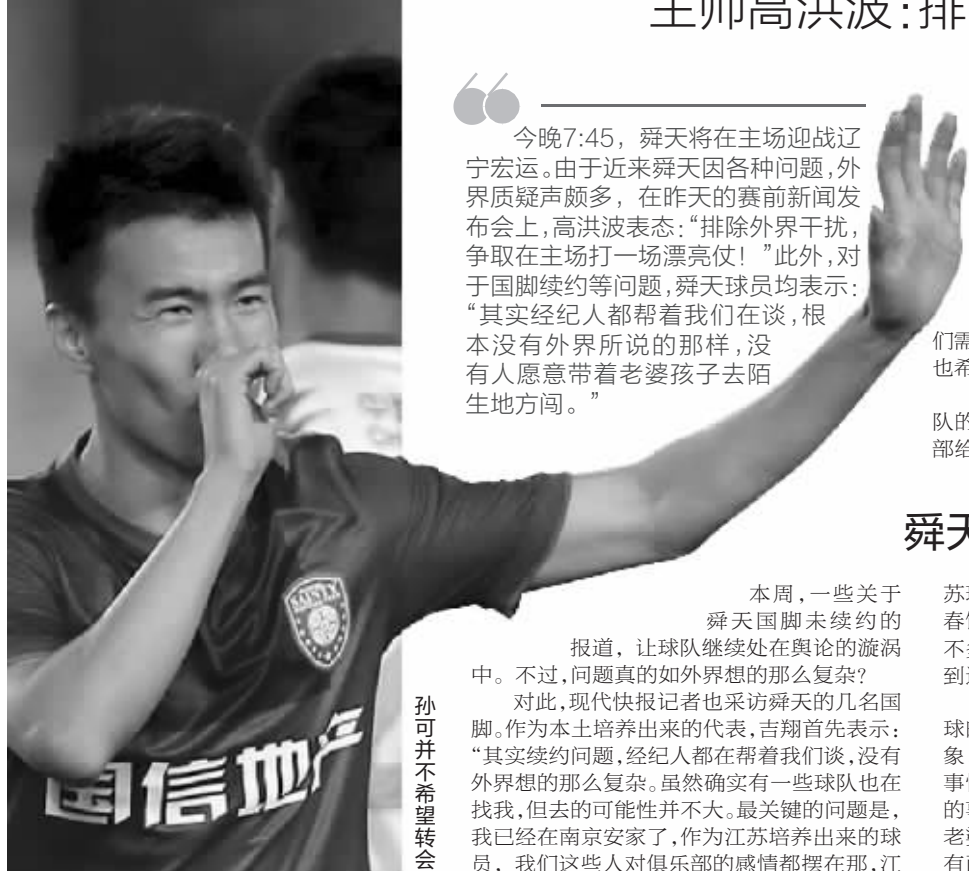 主帅高洪波：排
今晚7:45，舜天将在主场迎战辽
宁宏运。由于近来舜天因各种问题，外
界质疑声颇多，在昨天的赛前新闻发
布会上，高洪波表态：“排除外界干扰，
争取在主场打一场漂亮仗！”此外，对
于国脚续约等问题，舜天球员均表示：
“其实经纪人都帮着我们在谈，根
本没有外界所说的那样，没
有人愿意带着老婆孩子去陌
生地方闯。”
们需
也希
队的
部给
舜天
本周，一些关于
舜天国脚未续约的
报道，让球队继续处在舆论的漩涡
中。不过，问题真的如外界想的那么复杂？
对此，现代快报记者也采访舜天的几名国
脚。作为本土培养出来的代表，吉翔首先表示：
“其实续约问题，经纪人都在帮着我们谈，没有
外界想的那么复杂。虽然确实有一些球队也在
找我，但去的可能性并不大。最关键的问题是，
我已经在南京安家了，作为江苏培养出来的球
员，我们这些人对俱乐部的感情都摆在那，江
象
事情
的事
老婆
孙可并不希望转会
SAINTY
国信地产